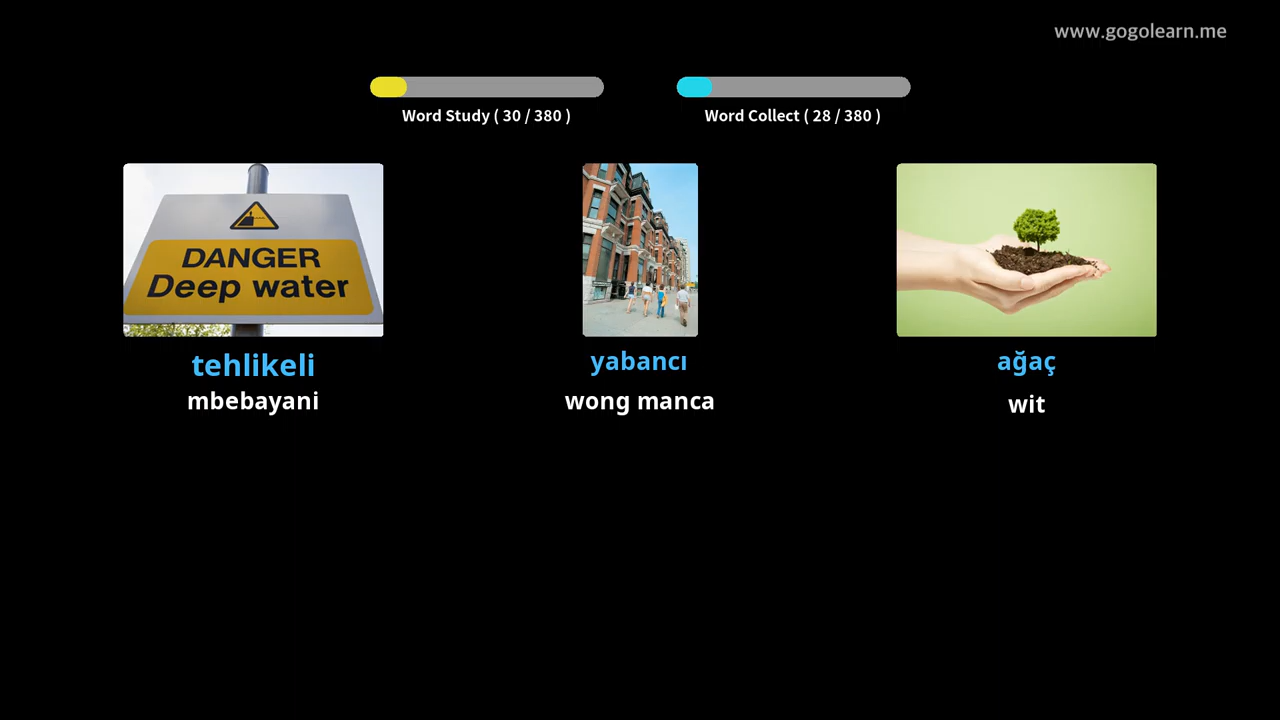 www.gogolearn.me
Word Study ( 30 / 380 )
Word Collect ( 28 / 380 )
DANGER
Deep water
tehlikeli
mbebayani
yabancı
wong manca
ağaç
wit